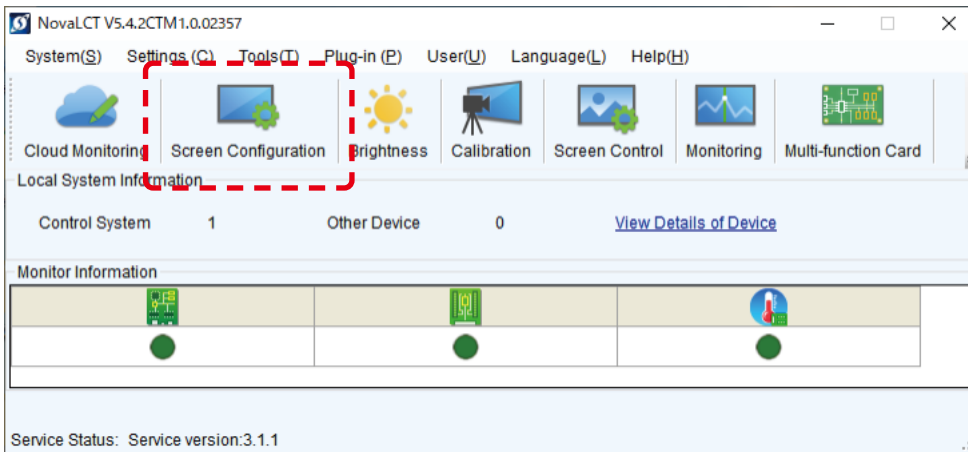 NovaLCT V5.4.2CTM1.0.02357
System(S) Settings (C) Tools(T) Plug-in (P) User(U) Language(L) Help(H)
Cloud Monitoring Screen Configuration Brightness Calibration Screen Control Monitoring Multi-function Card
Local System Information
Control System 1 Other Device 0 View Details of Device
Monitor Information
Service Status: Service version:3.1.1